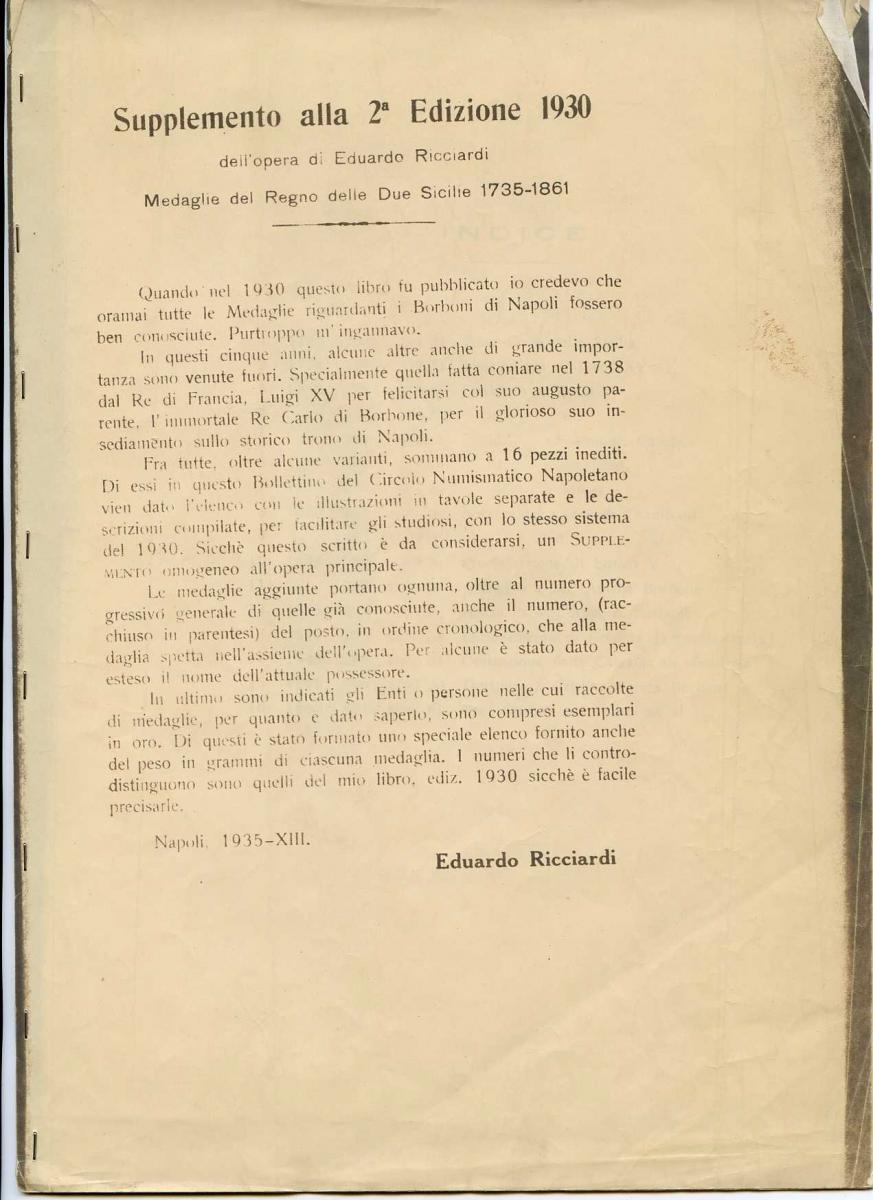 Supplemento alla 2ª Edizione 1930
dell'opera di Eduardo Ricciardi
Medaglie del Regno delle Due Sicilie 1735-1861
INDICE
Quando nel 1930 questo libro fu pubblicato io credevo che
oramai tutte le Medaglie riguardanti i Borboni di Napoli fossero
ben conosciute. Purtroppo m'ingannavo.
In questi cinque anni, alcune altre anche di grande impor-
tanza sono venute fuori. Specialmente quella fatta coniare nel 1738
dal Re di Francia, Luigi XV per felicitarsi col suo augusto pa-
rente, l'immortale Re Carlo di Borbone, per il glorioso suo in-
sediamento sullo storico trono di Napoli.
Fra tutte, oltre alcune varianti, sommano a 16 pezzi inediti.
Di essi in questo Bollettino del Circolo Numismatico Napoletano
vien dato l'elenco con le illustrazioni in tavole separate e le de-
scrizioni compilate, per facilitare gli studiosi, con lo stesso sistema
del 1930. Sicchè questo scritto è da considerarsi, un SUPPLE-
MENTO omogeneo all'opera principale.
Le medaglie aggiunte portano ognuna, oltre al numero pro-
gressivo generale di quelle già conosciute, anche il numero, (rac-
chiuso in parentesi) del posto, in ordine cronologico, che alla me-
daglia spetta nell'assieme dell'opera. Per alcune è stato dato per
esteso il nome dell'attuale possessore.
In ultimo sono indicati gli Enti o persone nelle cui raccolte
di medaglie, per quanto è dato saperlo, sono compresi esemplari
in oro. Di questi è stato formato uno speciale elenco fornito anche
del peso in grammi di ciascuna medaglia. I numeri che li contro-
distinguono sono quelli del mio libro, ediz. 1930 sicchè è facile
precisarle.
Napoli, 1935-XIII.
Eduardo Ricciardi